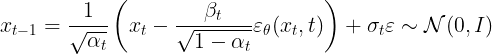 x_{t-1} = \frac{1}{\sqrt{\alpha_t}} \left( x_t - \frac{\beta_t}{\sqrt{1-\alpha_t}} \varepsilon_\theta(x_t, t) \right) + \sigma_t \varepsilon \sim \mathcal{N}(0, I)